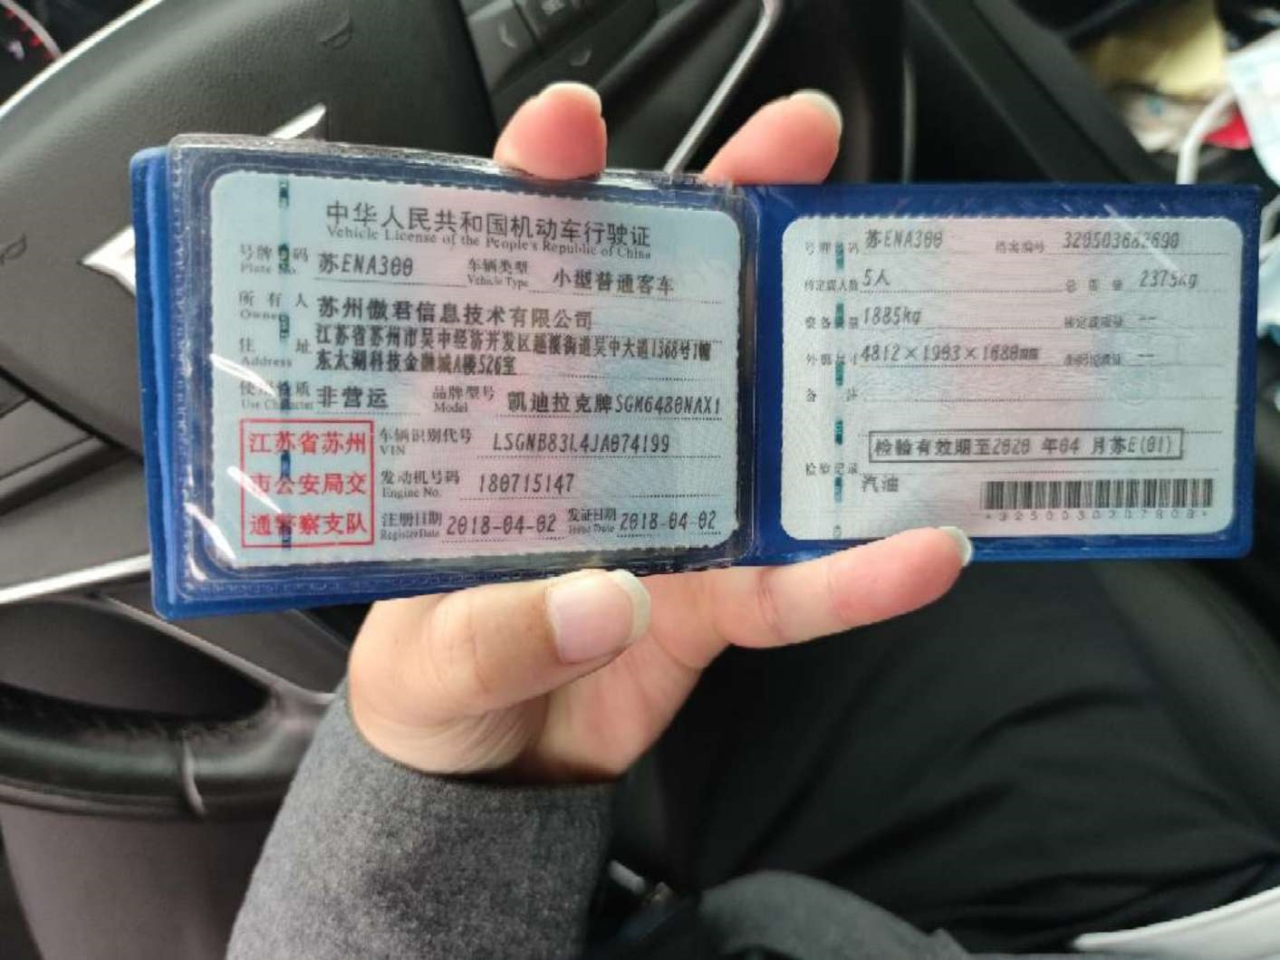 中华人民共和国机动车行驶证
Vehicle License of the People's Republic of China
号牌号码 苏ENA300 车辆类型 小型普通客车
Plate No. Vehicle Type
所有人 苏州傲君信息技术有限公司
Owner
住址 江苏省苏州市吴中经济开发区越溪街道吴中大道1368号1幢
Address 东太湖科技金融城A楼526室
使用性质 非营运 品牌型号 凯迪拉克牌SGM6480NAX1
Use Character Model
江苏省苏州
市公安局交
通警察支队
车辆识别代号 LSGNB83L4JA074199
VIN
发动机号码 180715147
Engine No.
注册日期 2018-04-02 发证日期 2018-04-02
Register Date Issue Date
号牌号码 苏ENA300 档案编号
核定载人数 5人 总质量 2375kg
整备质量 1885kg 核定载质量 --
外廓尺寸 4812×1903×1688mm --
备注
检验有效期至2020 年04 月苏E(01)
检验记录
汽油